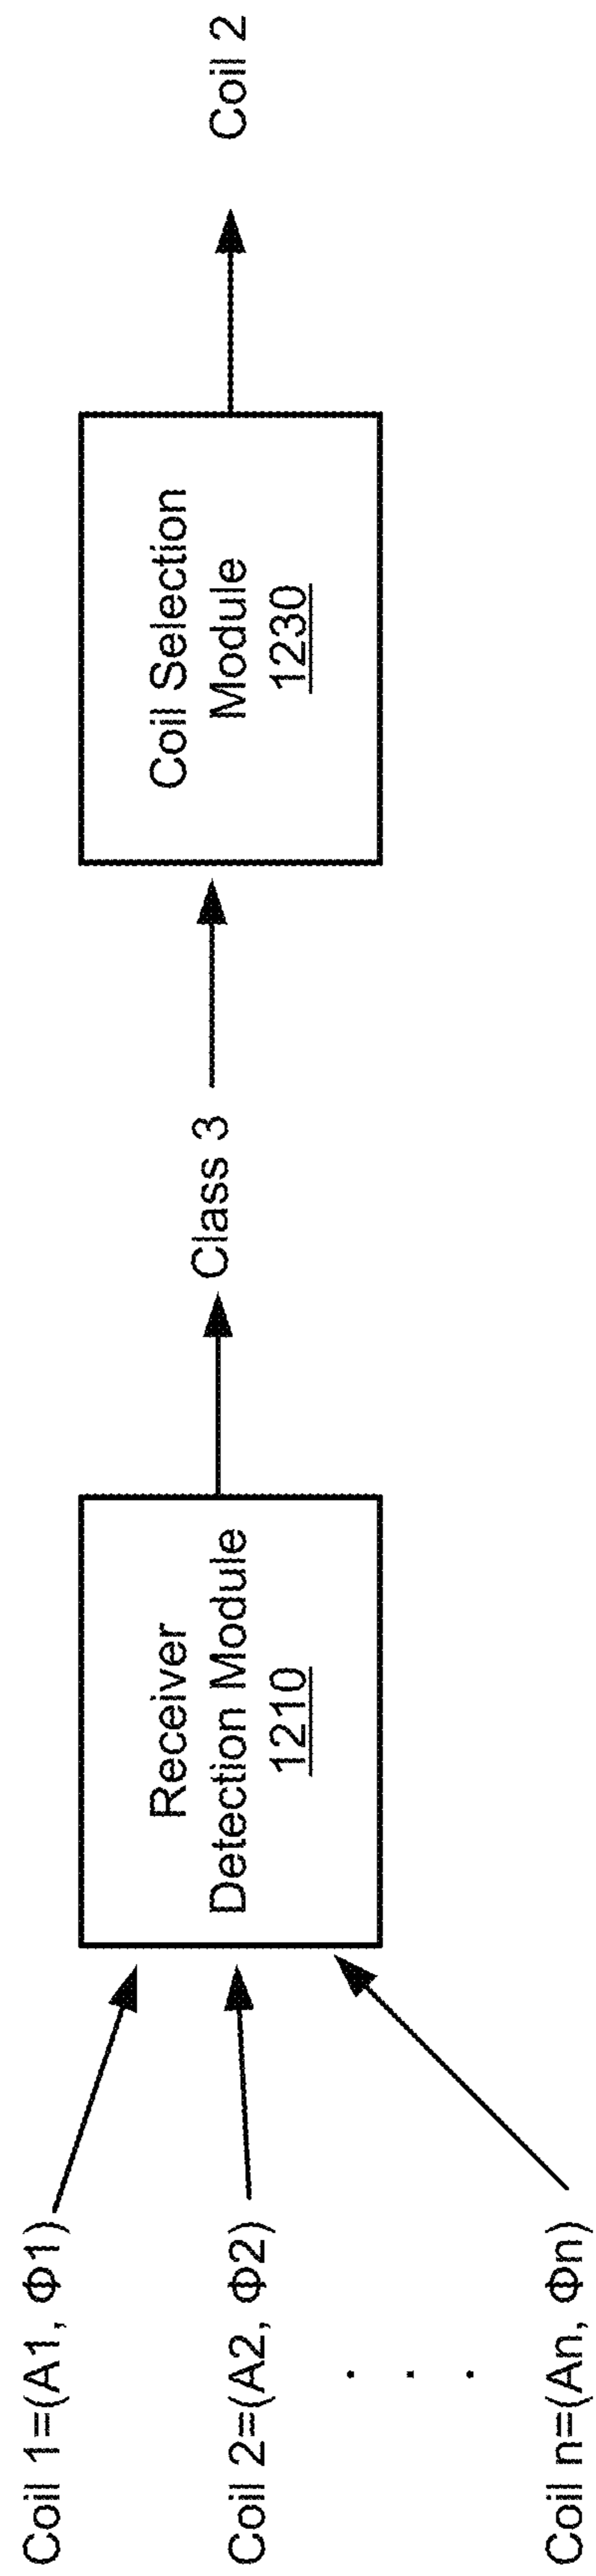 Coil 1=(A1, Φ1)
Coil 2=(A2, Φ2)
. . .
Coil n=(An, Φn)
Receiver
Detection Module
1210
Class 3
Coil Selection
Module
1230
Coil 2